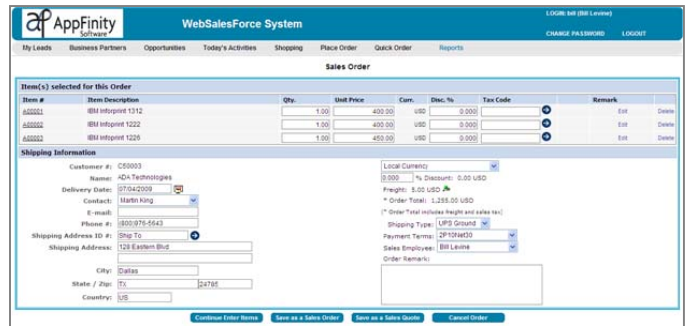 LOGIN: bill (Bill Levine)
AppFinity
Software
WebSalesForce System
CHANGE PASSWORD LOGOUT
My Leads Business Partners Opportunities Today's Activities Shopping Place Order Quick Order Reports
Sales Order
Item(s) selected for this Order
Item # Item Description Qty. Unit Price Curr. Disc. % Tax Code Remark
A00001 IBM Inforprint 1312 1.00 400.00 USD 0.000 Edit Delete
A00002 IBM Inforprint 1222 1.00 400.00 USD 0.000 Edit Delete
A00003 IBM Infoprint 1226 1.00 450.00 USD 0.000 Edit Delete
Shipping Information
Customer #: C50003 Local Currency
Name: ADA Technologies 0.000 % Discount: 0.00 USD
Delivery Date: 07/04/2009 Freight: 5.00 USD
Contact: Martin King * Order Total: 1,255.00 USD
E-mail: (* Order Total includes freight and sales tax)
Phone #: (800)976-5643 Shipping Type: UPS Ground
Shipping Address ID #: Ship To Payment Terms: 2P10Net30
Shipping Address: 128 Eastern Blvd Sales Employee: Bill Levine
Order Remark:
City: Dallas
State / Zip: TX 24785
Country: US
Continue Enter Items Save as a Sales Order Save as a Sales Quote Cancel Order